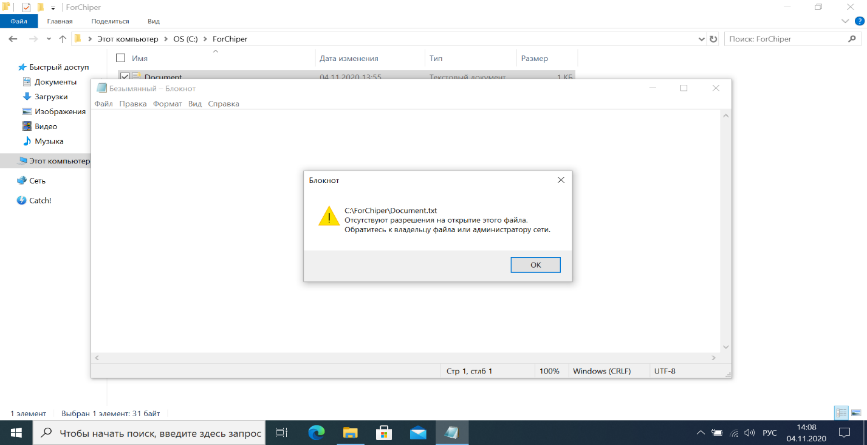 ForChiper
Файл Главная Поделиться Вид
Этот компьютер > OS (C:) > ForChiper
Поиск: ForChiper
Имя Дата изменения Тип Размер
Document 04.11.2020 13:55 Текстовый документ 1 КБ
Быстрый доступ
Документы
Загрузки
Изображения
Видео
Музыка
Этот компьютер
Сеть
Catch!
Безымянный – Блокнот
Файл Правка Формат Вид Справка
Блокнот
C:\ForChiper\Document.txt
Отсутствуют разрешения на открытие этого файла.
Обратитесь к владельцу файла или администратору сети.
ОК
Стр 1, стлб 1 100% Windows (CRLF) UTF-8
1 элемент Выбран 1 элемент: 31 байт
Чтобы начать поиск, введите здесь запрос
РУС
14:08
04.11.2020